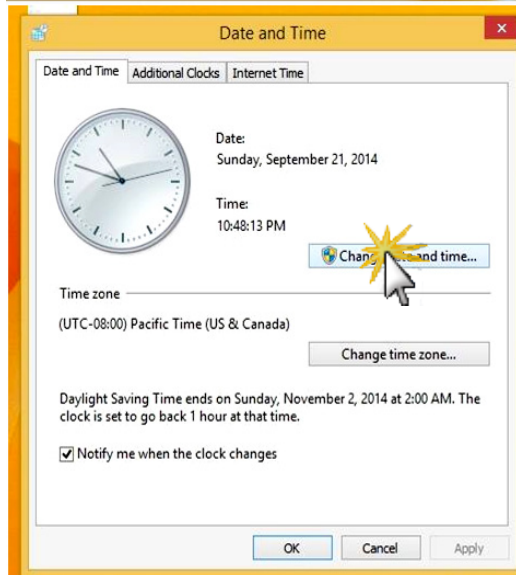 Date and Time
Date and Time Additional Clocks Internet Time
Date:
Sunday, September 21, 2014
Time:
10:48:13 PM
and time...
Time zone
(UTC-08:00) Pacific Time (US & Canada)
Change time zone...
Daylight Saving Time ends on Sunday, November 2, 2014 at 2:00 AM. The
clock is set to go back 1 hour at that time.
Notify me when the clock changes
OK Cancel Apply